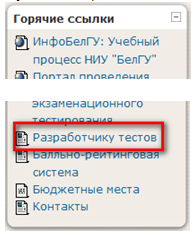 Горячие ссылки
ИнфоБелГУ: Учебный
процесс НИУ "БелГУ"
Портал проведения
экзаменационного
тестирования
Разработчику тестов
Балльно-рейтинговая
система
Бюджетные места
Контакты